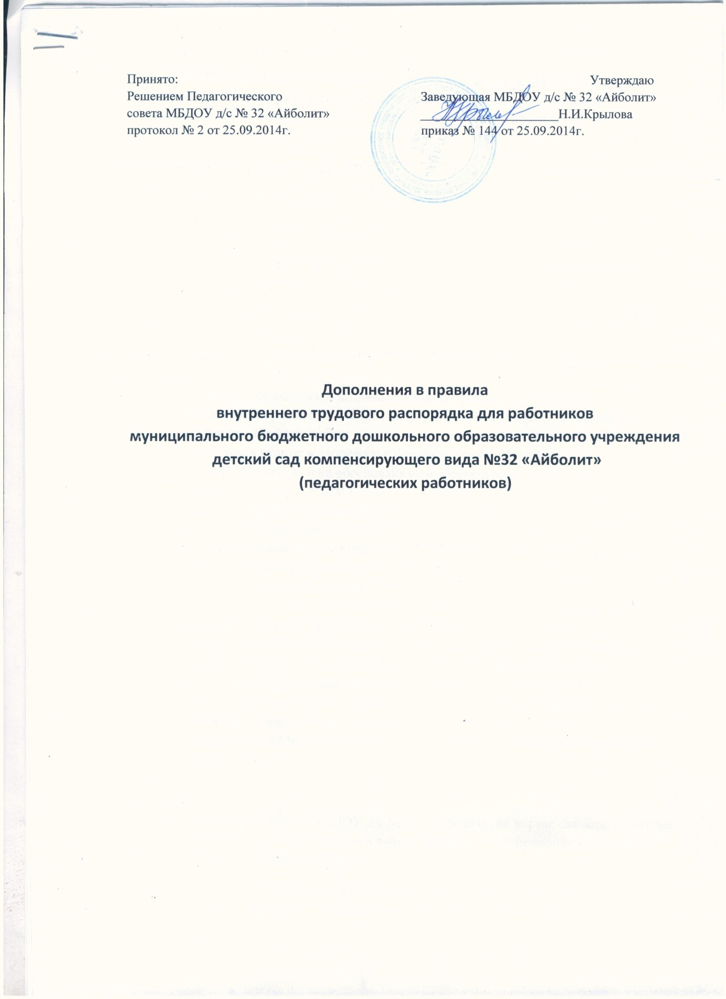 Принято:
Решением Педагогического
совета МБДОУ д/с № 32 «Айболит»
протокол № 2 от 25.09.2014г.
Утверждаю
Заведующая МБДОУ д/с № 32 «Айболит»
Н.И.Крылова
приказ № 144 от 25.09.2014г.
Дополнения в правила
внутреннего трудового распорядка для работников
муниципального бюджетного дошкольного образовательного учреждения
детский сад компенсирующего вида №32 «Айболит»
(педагогических работников)